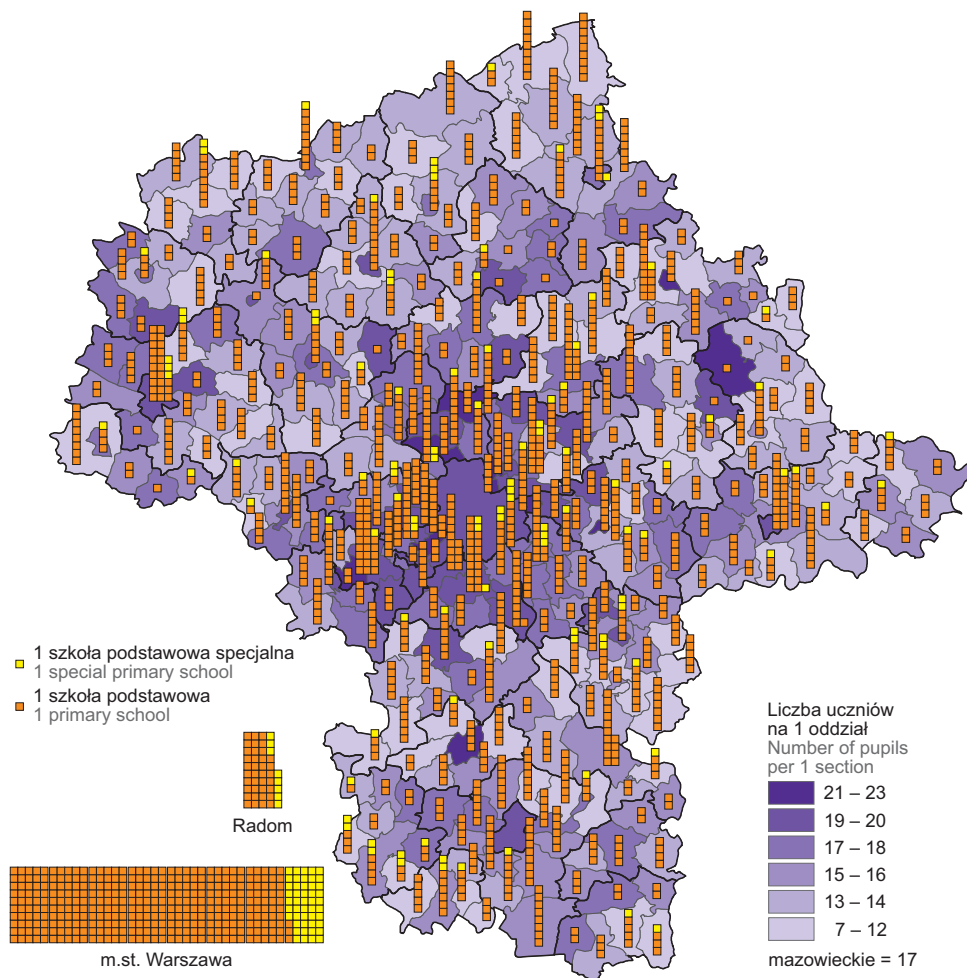 1 szkoła podstawowa specjalna
1 special primary school
1 szkoła podstawowa
1 primary school
Radom
m.st. Warszawa
Liczba uczniów
na 1 oddział
Number of pupils
per 1 section
21 – 23
19 – 20
17 – 18
15 – 16
13 – 14
7 – 12
mazowieckie = 17